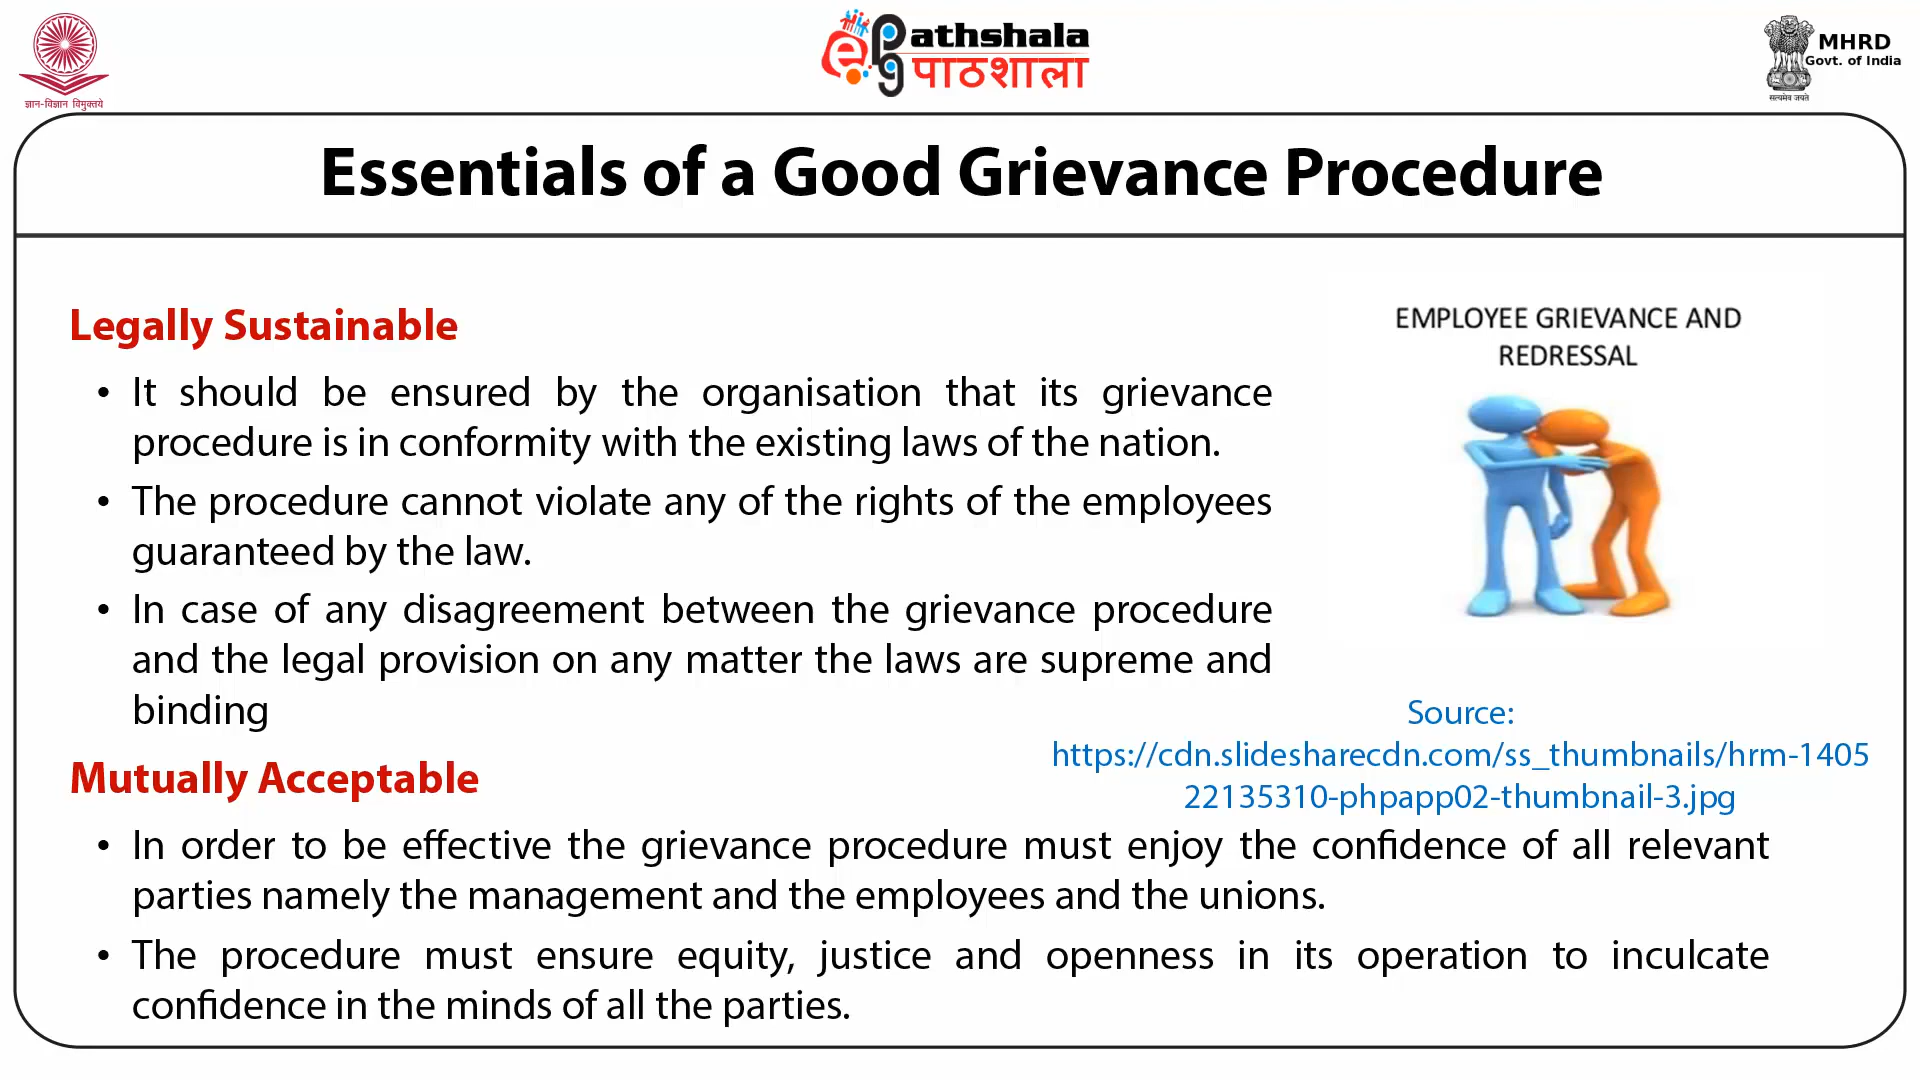 ज्ञान-विज्ञान विमुक्तये
ePathshala
पाठशाला
MHRD
Govt. of India
सत्यमेव जयते
Essentials of a Good Grievance Procedure
Legally Sustainable
• It should be ensured by the organisation that its grievance
procedure is in conformity with the existing laws of the nation.
• The procedure cannot violate any of the rights of the employees
guaranteed by the law.
• In case of any disagreement between the grievance procedure
and the legal provision on any matter the laws are supreme and
binding
EMPLOYEE GRIEVANCE AND
REDRESSAL
Source:
https://cdn.slidesharecdn.com/ss_thumbnails/hrm-1405
22135310-phpapp02-thumbnail-3.jpg
Mutually Acceptable
• In order to be effective the grievance procedure must enjoy the confidence of all relevant
parties namely the management and the employees and the unions.
• The procedure must ensure equity, justice and openness in its operation to inculcate
confidence in the minds of all the parties.